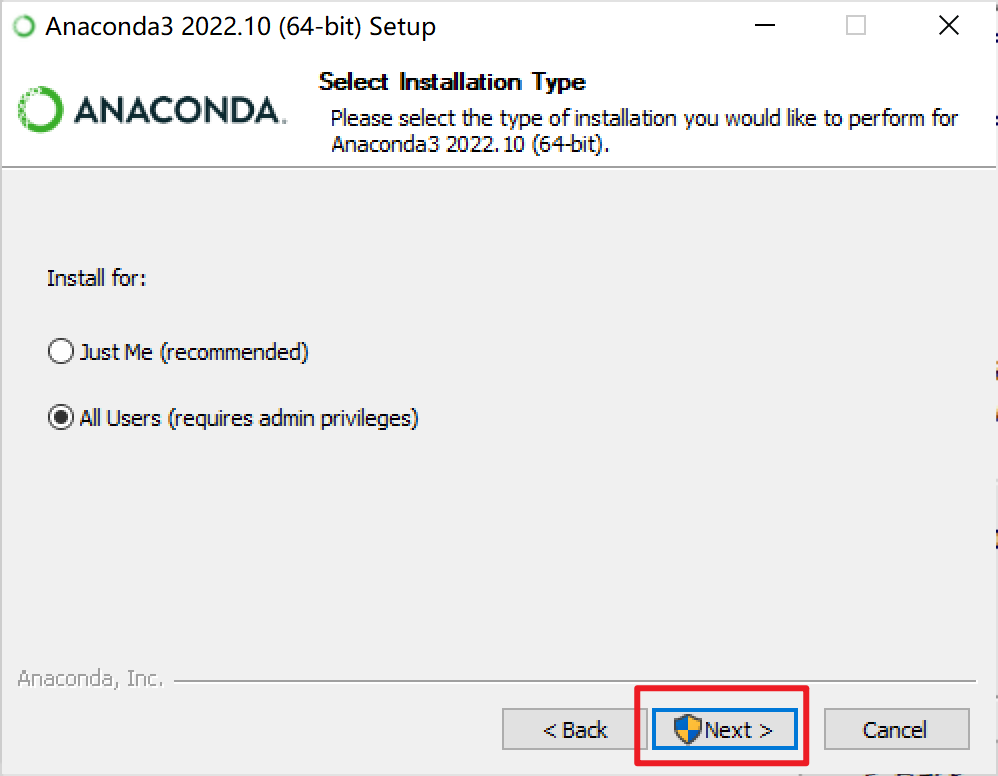 Anaconda3 2022.10 (64-bit) Setup
ANACONDA.
Select Installation Type
Please select the type of installation you would like to perform for
Anaconda3 2022.10 (64-bit).
Install for:
Just Me (recommended)
All Users (requires admin privileges)
Anaconda, Inc.
< Back
Next >
Cancel